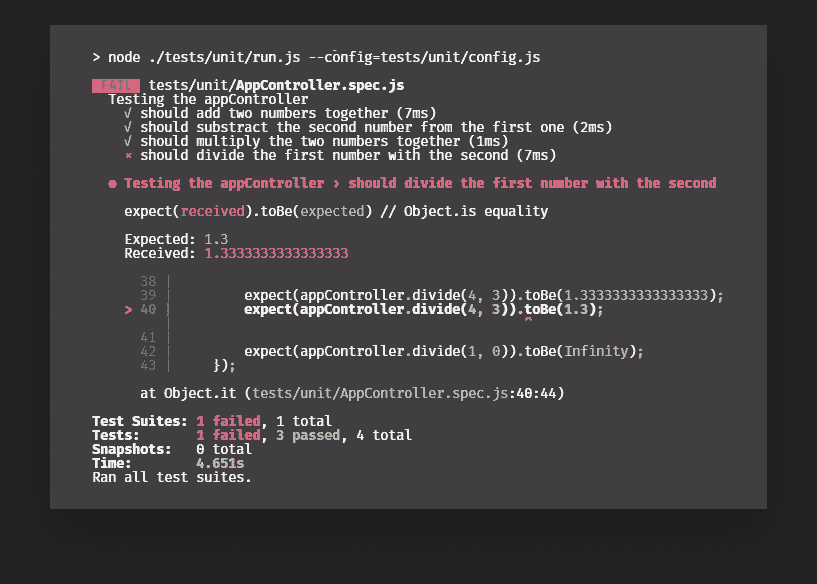 > node ./tests/unit/run.js --config=tests/unit/config.js
FAIL tests/unit/AppController.spec.js
Testing the appController
√ should add two numbers together (7ms)
√ should substract the second number from the first one (2ms)
√ should multiply the two numbers together (1ms)
× should divide the first number with the second (7ms)
● Testing the appController › should divide the first number with the second
expect(received).toBe(expected) // Object.is equality
Expected: 1.3
Received: 1.3333333333333333
38 |
39 | expect(appController.divide(4, 3)).toBe(1.3333333333333333);
> 40 | expect(appController.divide(4, 3)).toBe(1.3);
| ^
41 |
42 | expect(appController.divide(1, 0)).toBe(Infinity);
43 | });
at Object.it (tests/unit/AppController.spec.js:40:44)
Test Suites: 1 failed, 1 total
Tests: 1 failed, 3 passed, 4 total
Snapshots: 0 total
Time: 4.651s
Ran all test suites.